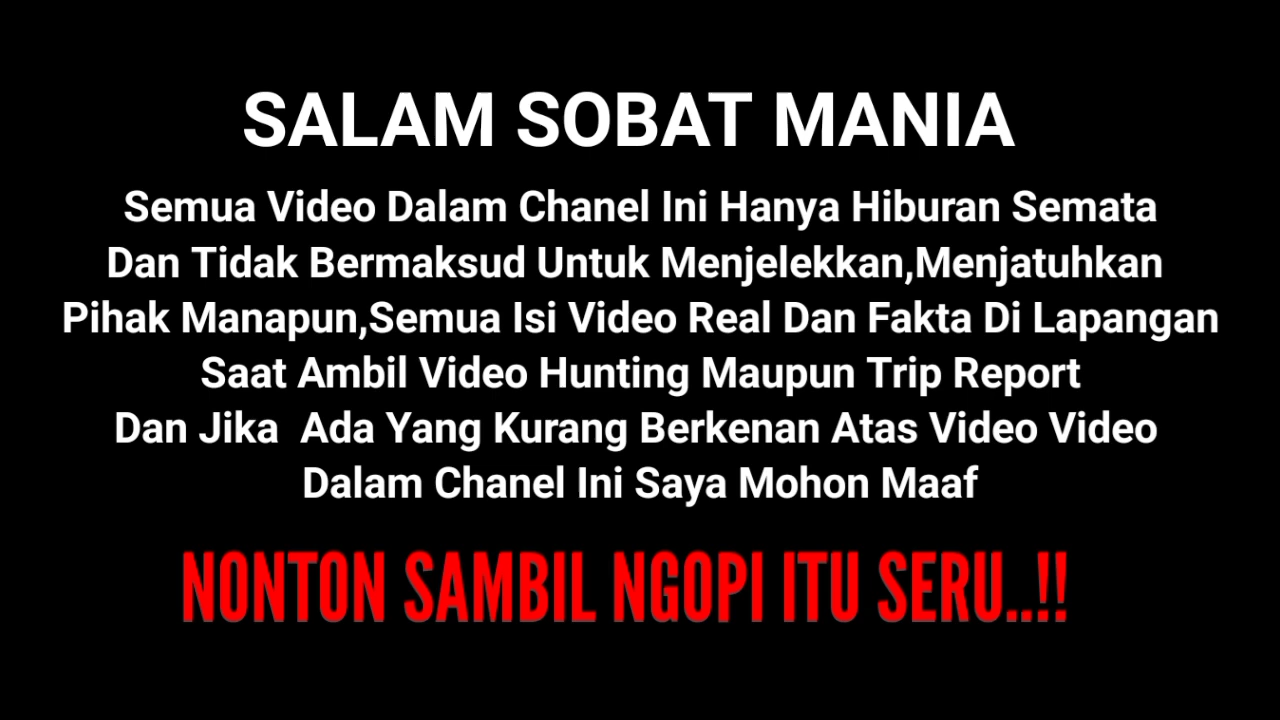 SALAM SOBAT MANIA
Semua Video Dalam Chanel Ini Hanya Hiburan Semata
Dan Tidak Bermaksud Untuk Menjelekkan,Menjatuhkan
Pihak Manapun,Semua Isi Video Real Dan Fakta Di Lapangan
Saat Ambil Video Hunting Maupun Trip Report
Dan Jika  Ada Yang Kurang Berkenan Atas Video Video
Dalam Chanel Ini Saya Mohon Maaf
NONTON SAMBIL NGOPI ITU SERU..!!